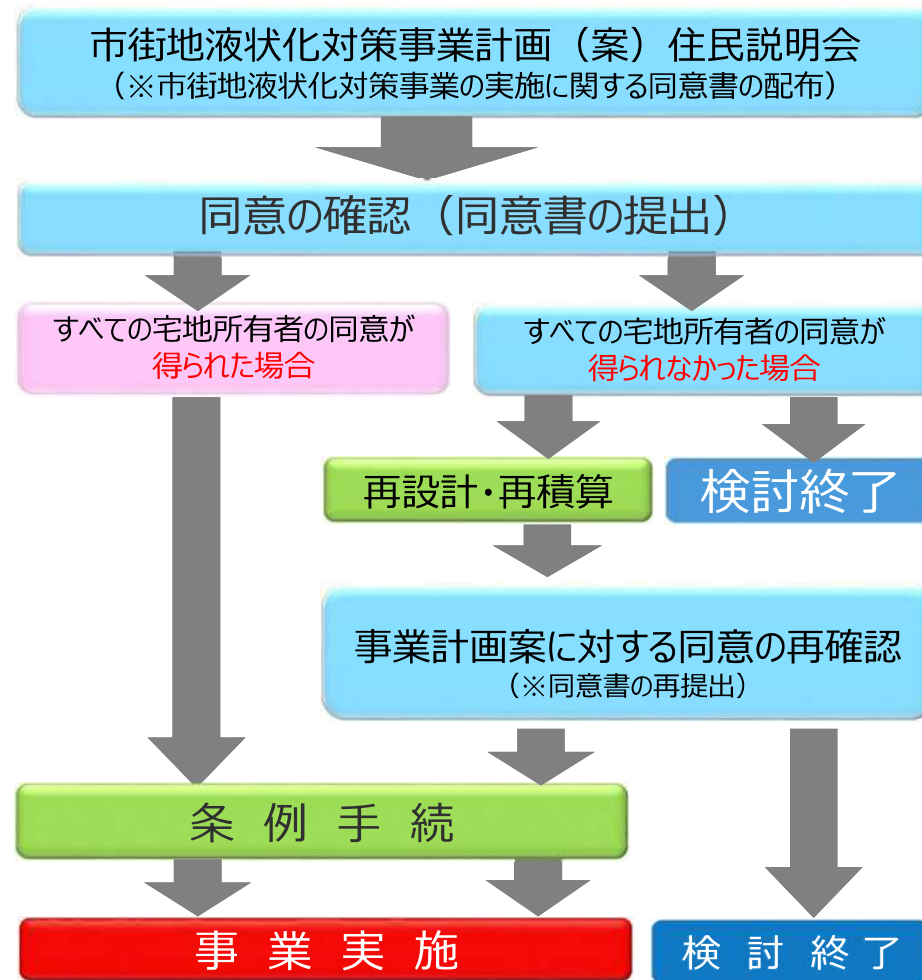 市街地液状化対策事業計画（案）住民説明会
（※市街地液状化対策事業の実施に関する同意書の配布）
同意の確認（同意書の提出）
すべての宅地所有者の同意が
得られた場合
すべての宅地所有者の同意が
得られなかった場合
再設計・再積算
検討終了
事業計画案に対する同意の再確認
（※同意書の再提出）
条例手続
事業実施
検討終了